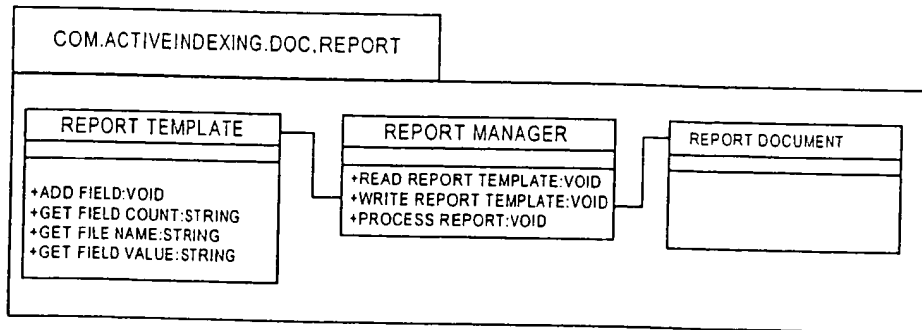 COM.ACTIVEINDEXING.DOC.REPORT
REPORT TEMPLATE
+ADD FIELD:VOID
+GET FIELD COUNT:STRING
+GET FILE NAME:STRING
+GET FIELD VALUE:STRING
REPORT MANAGER
+READ REPORT TEMPLATE:VOID
+WRITE REPORT TEMPLATE:VOID
+PROCESS REPORT:VOID
REPORT DOCUMENT